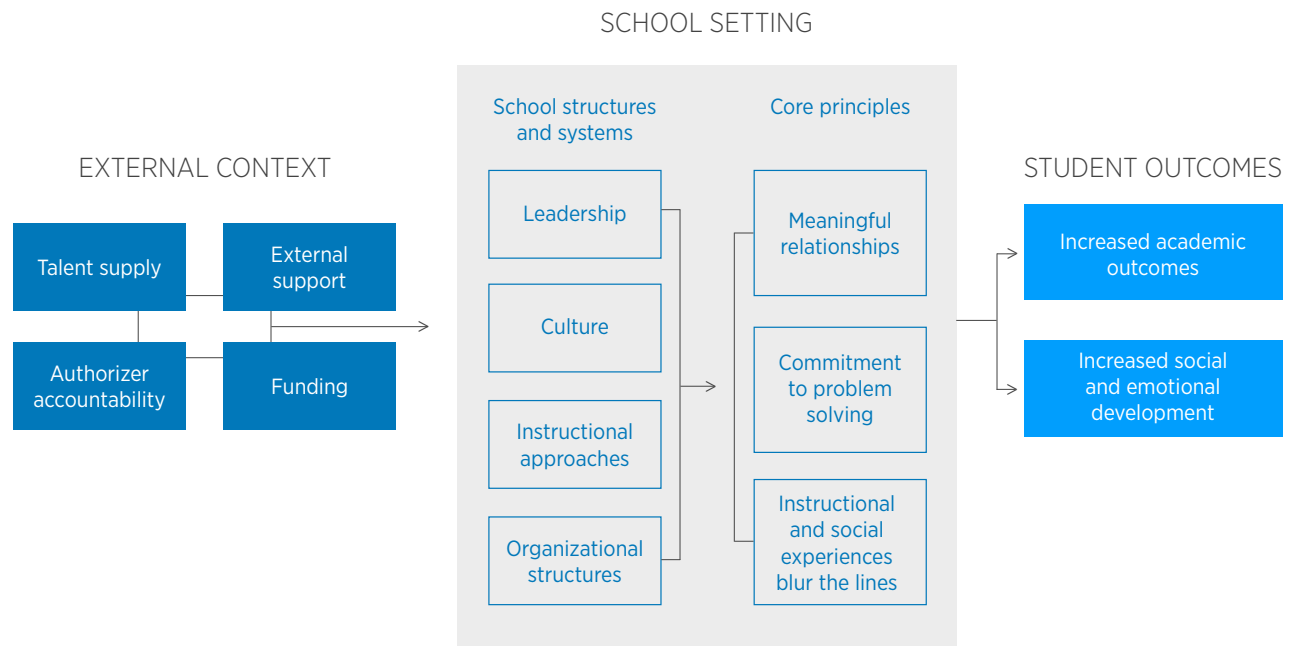 SCHOOL SETTING
EXTERNAL CONTEXT
Talent supply
External
support
Authorizer
accountability
Funding
School structures
and systems
Leadership
Culture
Instructional
approaches
Organizational
structures
Core principles
Meaningful
relationships
Commitment
to problem
solving
Instructional
and social
experiences
blur the lines
STUDENT OUTCOMES
Increased academic
outcomes
Increased social
and emotional
development